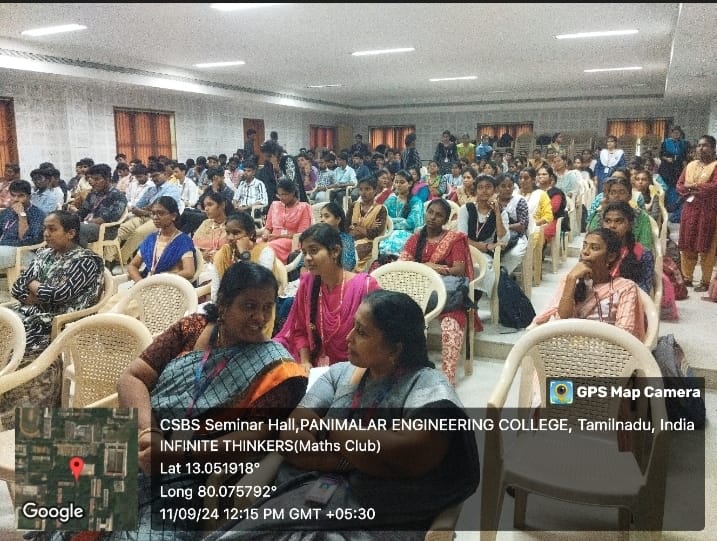 GPS Map Camera
CSBS Seminar Hall,PANIMALAR ENGINEERING COLLEGE, Tamilnadu, India
INFINITE THINKERS(Maths Club)
Lat 13.051918°
Long 80.075792°
11/09/24 12:15 PM GMT +05:30
Google